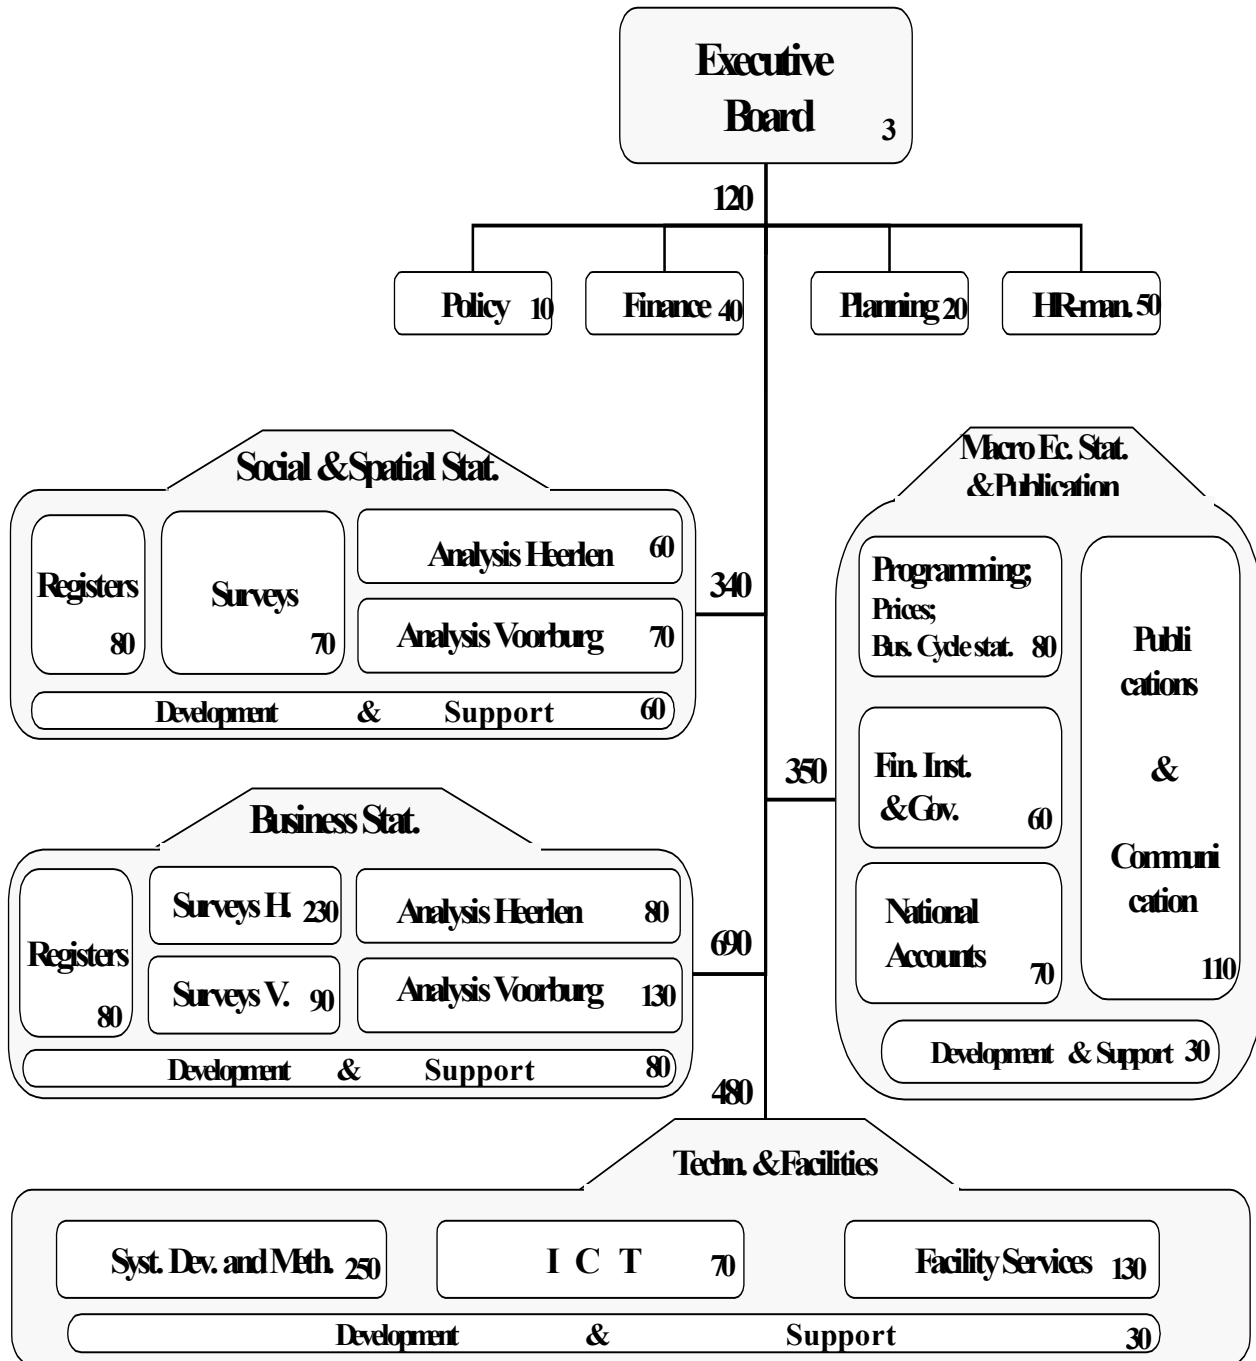 Executive
Board 3
120
Policy 10
Finance 40
Planning 20
HR-man. 50
Social & Spatial Stat.
Registers
80
Surveys
70
Analysis Heerlen 60
Analysis Voorburg 70
Development & Support 60
340
Macro Ec. Stat.
& Publication
Programming;
Prices;
Bus. Cycle stat. 80
Fin. Inst.
& Gov. 60
National
Accounts
70
Publi
cations
&
Communi
cation
110
Development & Support 30
350
Business Stat.
Registers
80
Surveys H. 230
Surveys V. 90
Analysis Heerlen 80
Analysis Voorburg 130
Development & Support 80
690
480
Techn. & Facilities
Syst. Dev. and Meth. 250
I C T 70
Facility Services 130
Development & Support 30